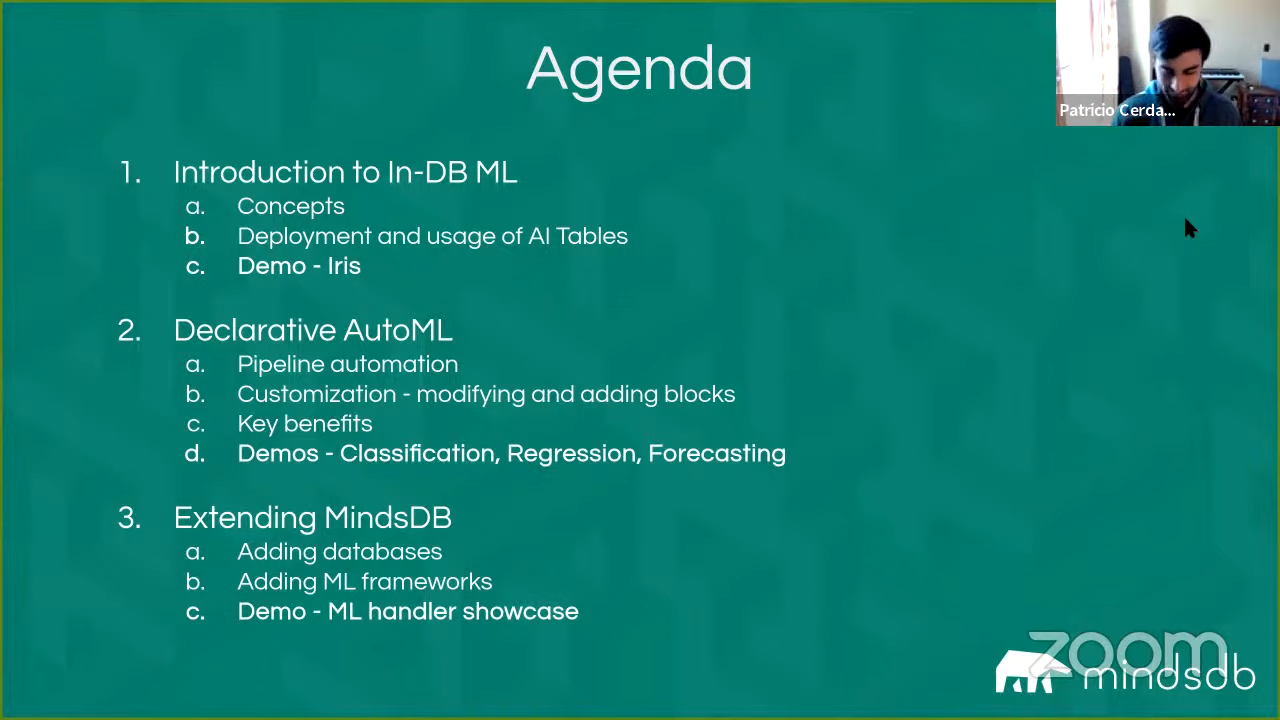 Agenda
Patricio Cerda...
1. Introduction to In-DB ML
a. Concepts
b. Deployment and usage of AI Tables
c. Demo - Iris
2. Declarative AutoML
a. Pipeline automation
b. Customization - modifying and adding blocks
c. Key benefits
d. Demos - Classification, Regression, Forecasting
3. Extending MindsDB
a. Adding databases
b. Adding ML frameworks
c. Demo - ML handler showcase
zoom
mindsdb